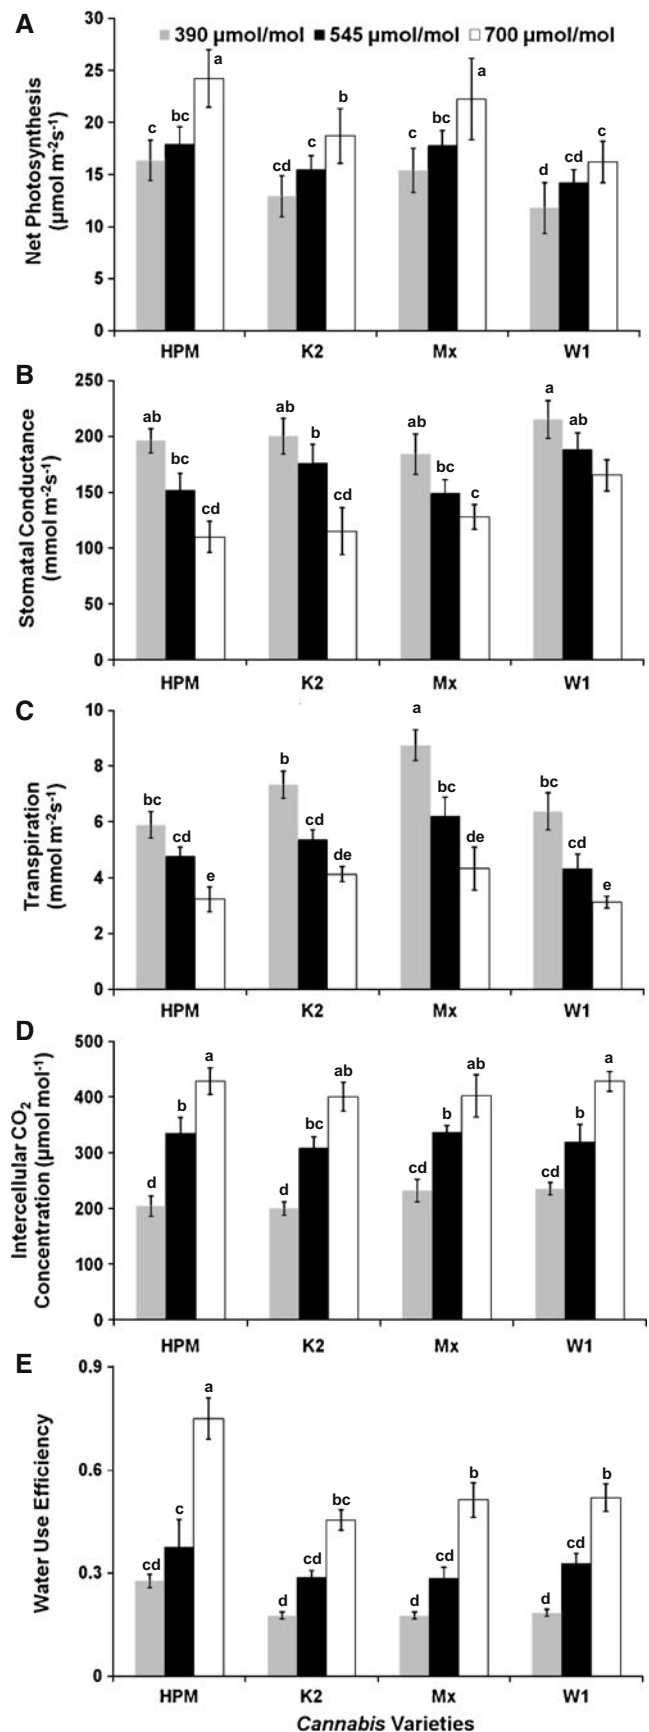 A
390 µmol/mol 545 µmol/mol 700 µmol/mol
30
25
20
15
10
5
0
Net Photosynthesis
(µmol m-2s-1)
c bc a
cd c b
c bc a
d cd c
HPM K2 Mx W1
B
250
200
150
100
50
0
Stomatal Conductance
(mmol m-2s-1)
ab bc cd
ab b cd
ab bc c
a ab
HPM K2 Mx W1
C
10
8
6
4
2
0
Transpiration
(mmol m-2s-1)
bc cd e
b cd de
a bc de
bc cd e
HPM K2 Mx W1
D
500
400
300
200
100
0
Intercellular CO2
Concentration (µmol mol-1)
d b a
d bc ab
cd b ab
cd b a
HPM K2 Mx W1
E
0.9
0.6
0.3
0
Water Use Efficiency
cd c a
d cd bc
d cd b
d cd b
HPM K2 Mx W1
Cannabis Varieties